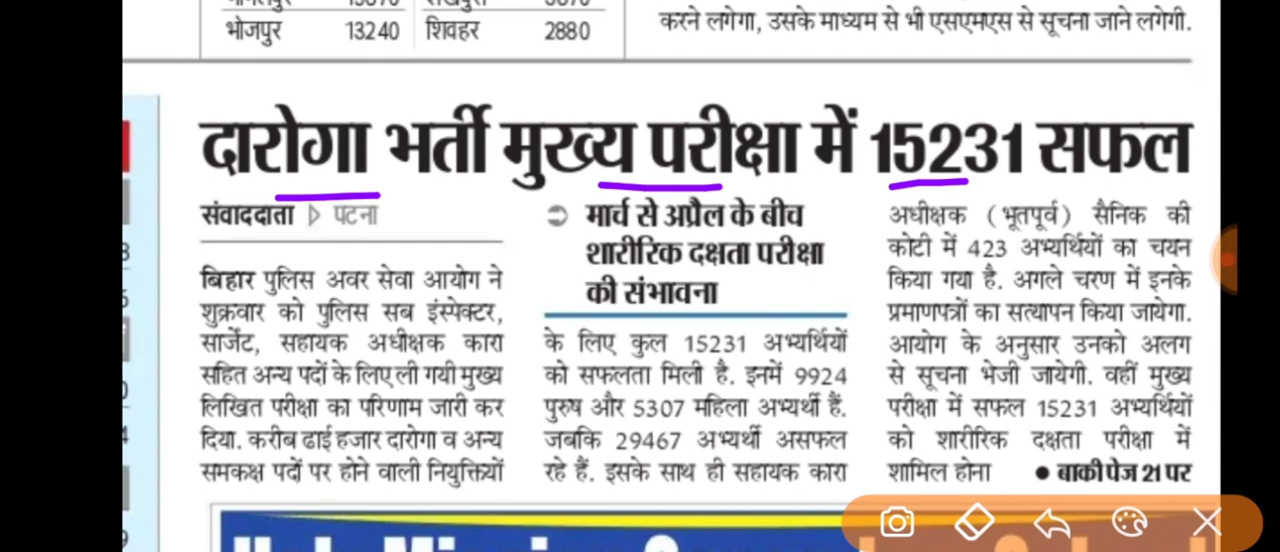 भोजपुर 13240 शिवहर 2880
करने लगेगा, उसके माध्यम से भी एसएमएस से सूचना जाने लगेगी.
दारोगा भर्ती मुख्य परीक्षा में 15231 सफल
संवाददाता ▷ पटना
बिहार पुलिस अवर सेवा आयोग ने
शुक्रवार को पुलिस सब इंस्पेक्टर,
सार्जेंट, सहायक अधीक्षक कारा
सहित अन्य पदों के लिए ली गयी मुख्य
लिखित परीक्षा का परिणाम जारी कर
दिया. करीब ढाई हजार दारोगा व अन्य
समकक्ष पदों पर होने वाली नियुक्तियों
मार्च से अप्रैल के बीच
शारीरिक दक्षता परीक्षा
की संभावना
के लिए कुल 15231 अभ्यर्थियों
को सफलता मिली है. इनमें 9924
पुरुष और 5307 महिला अभ्यर्थी हैं.
जबकि 29467 अभ्यर्थी असफल
रहे हैं. इसके साथ ही सहायक कारा
अधीक्षक (भूतपूर्व) सैनिक की
कोटी में 423 अभ्यर्थियों का चयन
किया गया है. अगले चरण में इनके
प्रमाणपत्रों का सत्यापन किया जायेगा.
आयोग के अनुसार उनको अलग
से सूचना भेजी जायेगी. वहीं मुख्य
परीक्षा में सफल 15231 अभ्यर्थियों
को शारीरिक दक्षता परीक्षा में
शामिल होना ● बाकी पेज 21 पर